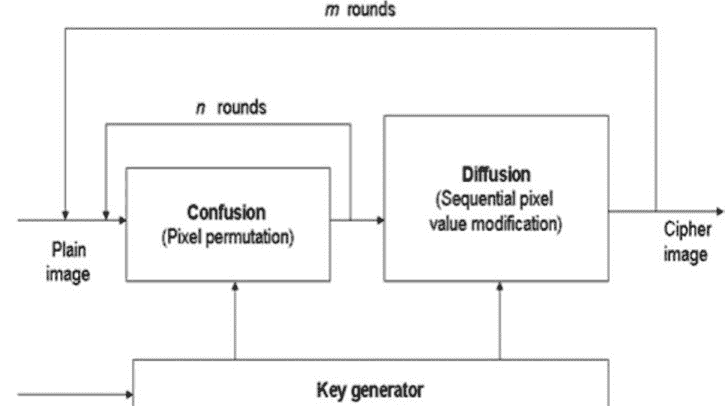 m rounds
n rounds
Confusion
(Pixel permutation)
Diffusion
(Sequential pixel
value modification)
Plain
image
Cipher
image
Key generator